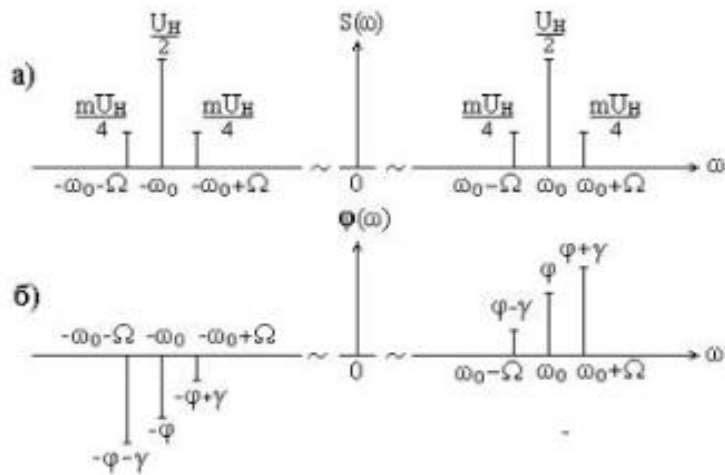 U_H/2 S(ω) U_H/2
а)
mU_H/4 mU_H/4 mU_H/4 mU_H/4
~ ~ ω
-ω₀-Ω -ω₀ -ω₀+Ω 0 ω₀-Ω ω₀ ω₀+Ω
φ(ω)
φ+γ
φ
б)
φ-γ
-ω₀-Ω -ω₀ -ω₀+Ω
~ ~ ω
0 ω₀-Ω ω₀ ω₀+Ω
-φ+γ
-φ
-φ-γ